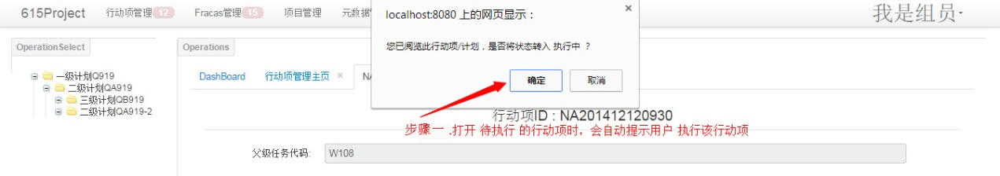 615Project 行动项管理 12 Fracas管理 15 项目管理 元数据 我是组员
localhost:8080 上的网页显示：
您已阅览此行动项/计划，是否将状态转入 执行中 ？
确定 取消
OperationSelect
一级计划Q919
二级计划QA919
三级计划QB919
二级计划QA919-2
Operations
DashBoard 行动项管理主页 NA
行动项ID：NA201412120930
步骤一 .打开 待执行 的行动项时，会自动提示用户 执行该行动项
父级任务代码: W108